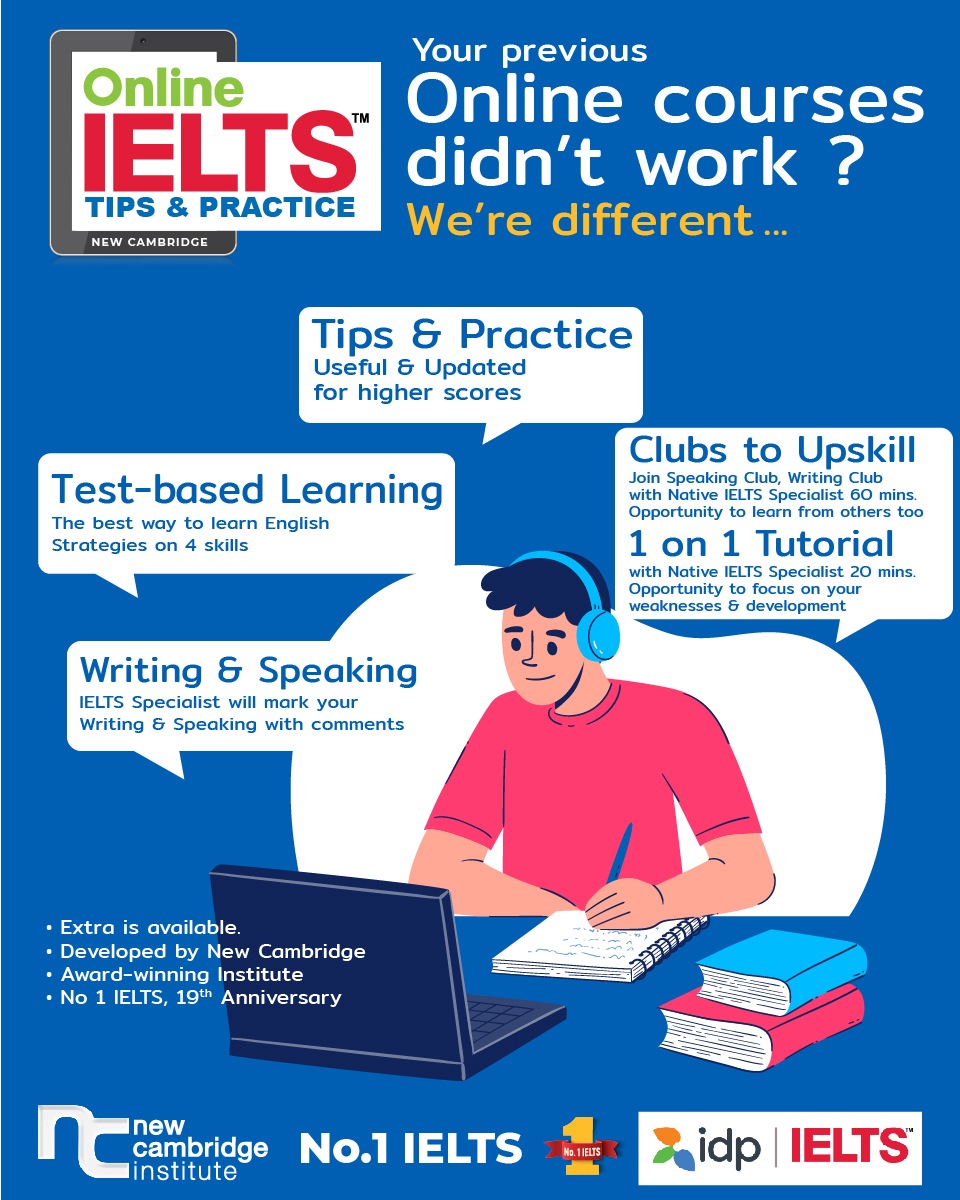 Online
IELTS™
TIPS & PRACTICE
NEW CAMBRIDGE
Your previous
Online courses
didn't work ?
We're different ...
Tips & Practice
Useful & Updated
for higher scores
Test-based Learning
The best way to learn English
Strategies on 4 skills
Clubs to Upskill
Join Speaking Club, Writing Club
with Native IELTS Specialist 60 mins.
Opportunity to learn from others too
1 on 1 Tutorial
with Native IELTS Specialist 20 mins.
Opportunity to focus on your
weaknesses & development
Writing & Speaking
IELTS Specialist will mark your
Writing & Speaking with comments
• Extra is available.
• Developed by New Cambridge
• Award-winning Institute
• No 1 IELTS, 19th Anniversary
nc
new
cambridge
institute
No.1 IELTS
1
No. 1 IELTS
idp | IELTS™